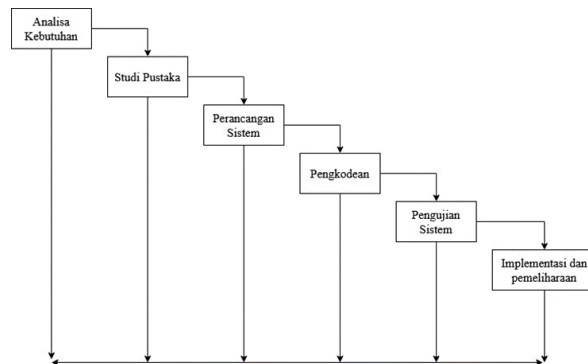 Analisa
Kebutuhan
Studi Pustaka
Perancangan
Sistem
Pengkodean
Pengujian
Sistem
Implementasi dan
pemeliharaan